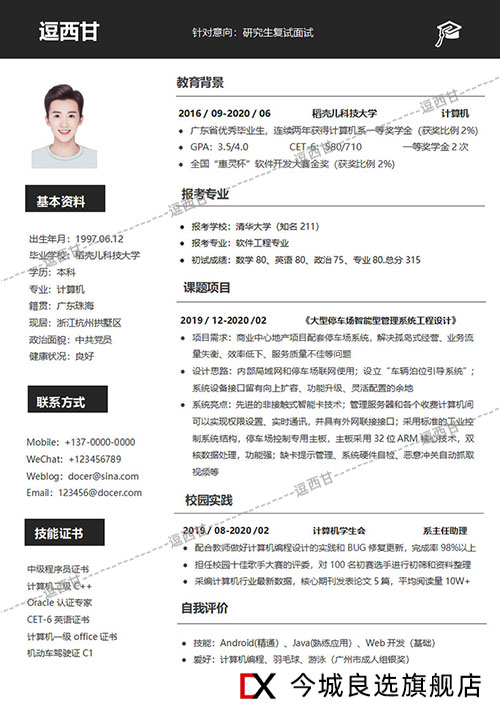 逗西甘
针对意向：研究生复试面试
基本资料
出生年月：1997.06.12
毕业学校：稻壳儿科技大学
学历：本科
专业：计算机
籍贯：广东珠海
现居：浙江杭州拱墅区
政治面貌：中共党员
健康状况：良好
联系方式
Mobile：+137-0000-0000
WeChat：+123456789
Weblog：docer@sina.com
Email：123456@docer.com
技能证书
中级程序员证书
计算机二级 C++
Oracle 认证专家
CET-6 英语证书
计算机一级 office 证书
机动车驾驶证 C1
教育背景
2016 / 09-2020 / 06 稻壳儿科技大学 计算机
● 广东省优秀毕业生，连续两年获得计算机系一等奖学金（获奖比例 2%）
● GPA：3.5/4.0 CET-6：580/710 一等奖学金 2 次
● 全国“惠灵杯”软件开发大赛金奖（获奖比例 2%）
报考专业
● 报考学校：清华大学（知名 211）
● 报考专业：软件工程专业
● 初试成绩：数学 80、英语 80、政治 75、专业 80.总分 315
课题项目
2019 / 12-2020 /02 《大型停车场智能型管理系统工程设计》
● 项目需求：商业中心地产项目配套停车场系统，解决孤岛式经营、业务流
量失衡、效率低下、服务质量不佳等问题
● 设计思路：内部局域网和停车场联网使用；设立“车辆泊位引导系统”；
系统设备接口留有向上扩容、功能升级、灵活配置的余地
● 系统亮点：先进的非接触式智能卡技术；管理服务器和各个收费计算机间
可以实现权限设置、实时通讯，并具有外网联接接口；采用标准的工业控
制系统结构，停车场控制专用主板，主板采用 32 位 ARM 核心技术，双
核数据处理，功能强；缺卡提示管理、系统硬件自检、恶意冲关自动抓取
视频等
校园实践
2019 / 08-2020 /02 计算机学生会 系主任助理
● 配合教师做好计算机编程设计的实践和 BUG 修复更新，完成率 98%以上
● 担任校园十佳歌手大赛的评委，对 100 名初赛选手进行初筛和资料整理
● 采编计算机行业最新数据，核心期刊发表论文 5 篇，平均阅读量 10W+
自我评价
● 技能：Android(精通）、Java(熟练应用）、Web 开发（基础）
● 爱好：计算机编程、羽毛球、游泳（广州市成人组银奖）
DX 今城良选旗舰店
逗西甘
逗西甘
逗西甘
逗西甘
逗西甘
逗西甘